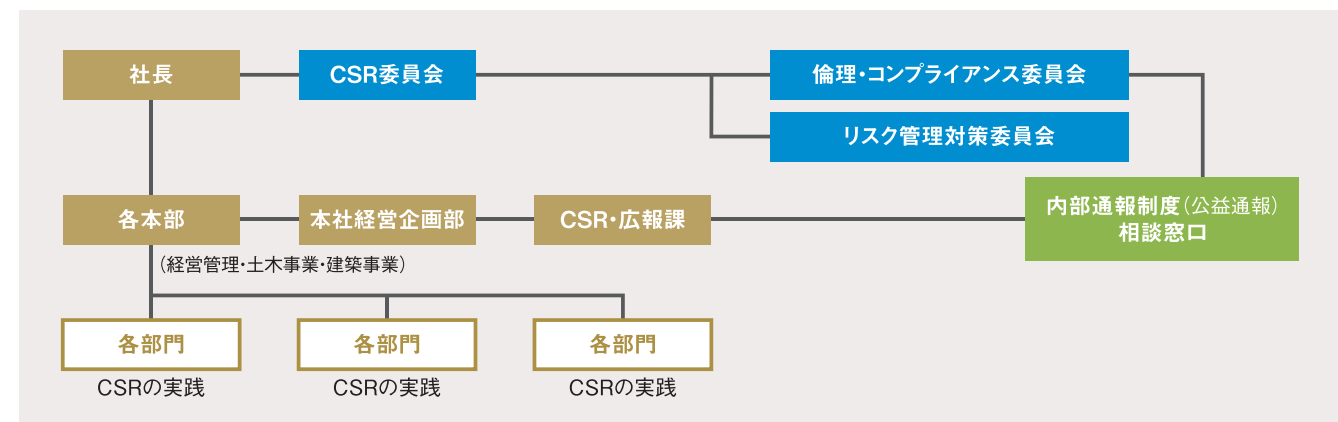 社長
CSR委員会
倫理・コンプライアンス委員会
リスク管理対策委員会
各本部
本社経営企画部
CSR・広報課
内部通報制度(公益通報)
相談窓口
(経営管理・土木事業・建築事業)
各部門
各部門
各部門
CSRの実践
CSRの実践
CSRの実践